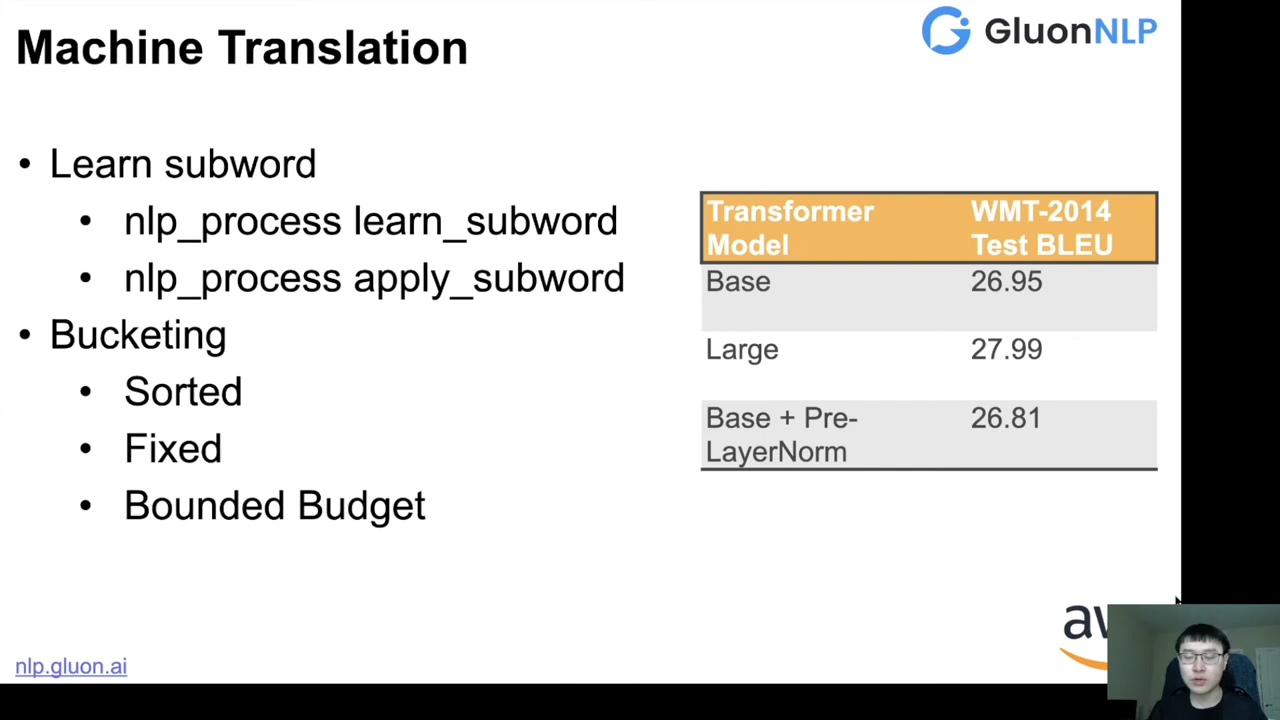 Machine Translation
GluonNLP
• Learn subword
• nlp_process learn_subword
• nlp_process apply_subword
• Bucketing
• Sorted
• Fixed
• Bounded Budget
Transformer Model WMT-2014 Test BLEU
Base 26.95
Large 27.99
Base + Pre-LayerNorm 26.81
nlp.gluon.ai